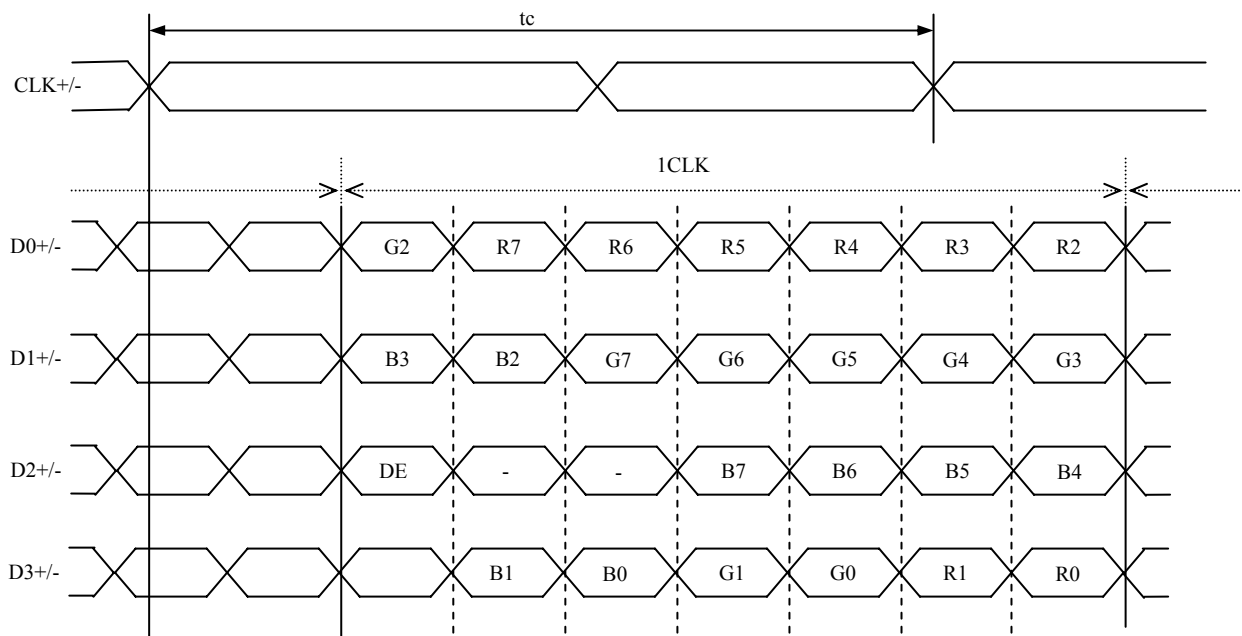 tc
CLK+/-
1CLK
D0+/- G2 R7 R6 R5 R4 R3 R2
D1+/- B3 B2 G7 G6 G5 G4 G3
D2+/- DE - - B7 B6 B5 B4
D3+/- B1 B0 G1 G0 R1 R0